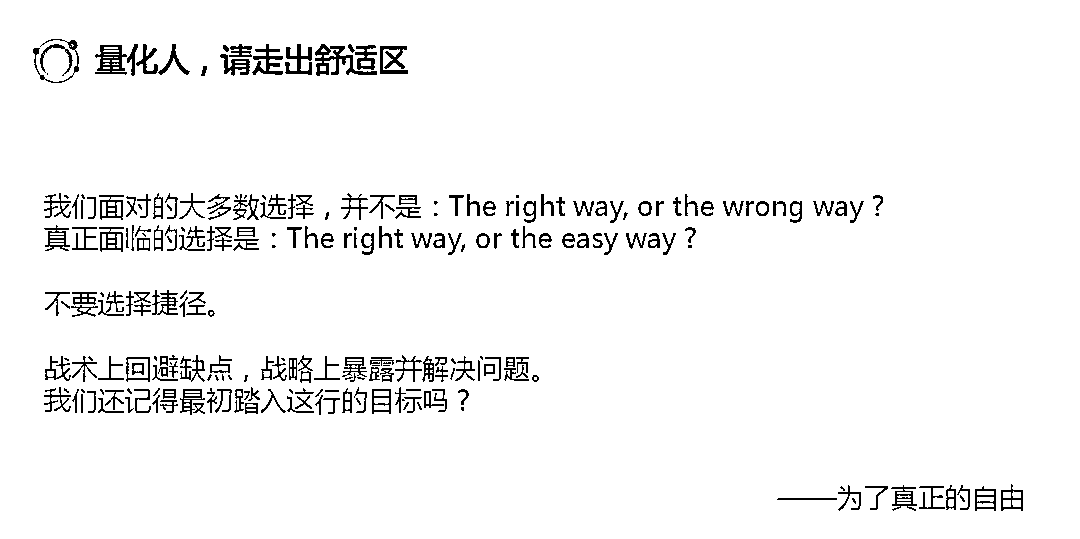 量化人，请走出舒适区
我们面对的大多数选择，并不是：The right way, or the wrong way？
真正面临的选择是：The right way, or the easy way？
不要选择捷径。
战术上回避缺点，战略上暴露并解决问题。
我们还记得最初踏入这行的目标吗？
——为了真正的自由